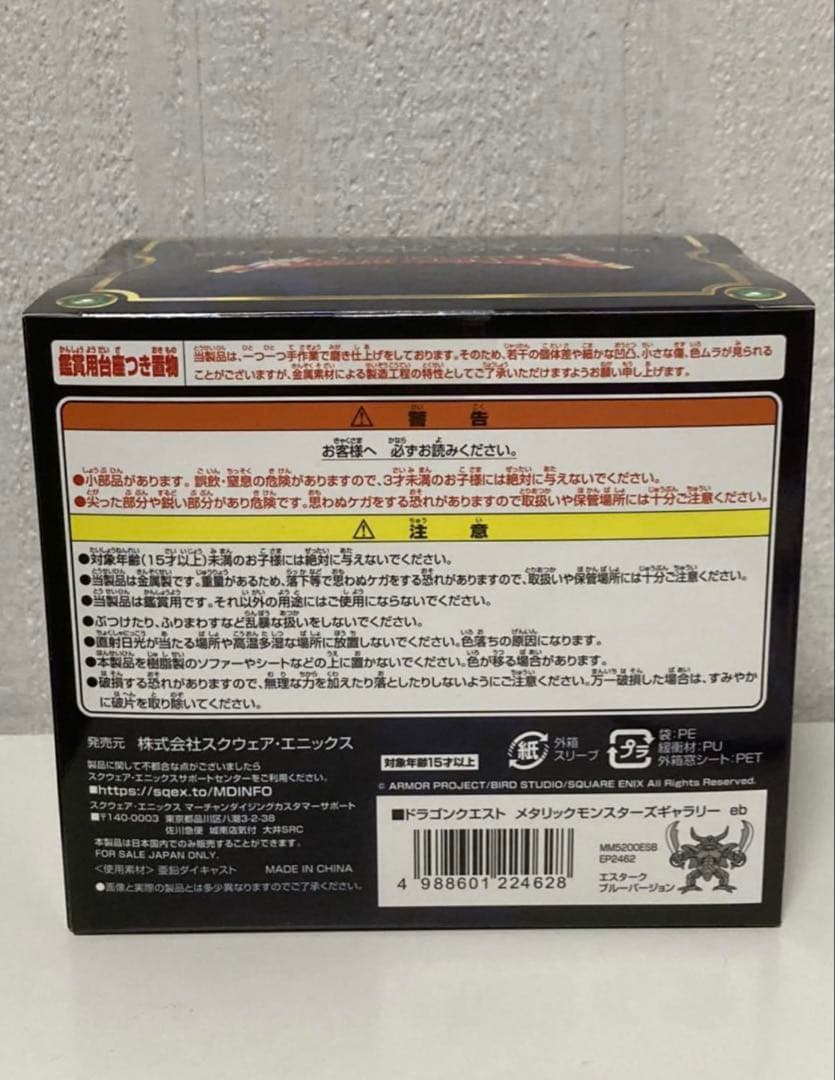 鑑賞用台座つき置物
当製品は、一つ一つ手作業で磨き仕上げをしております。そのため、若干の個体差や細かな凹凸、小さな傷、色ムラが見られる
ことがございますが、金属素材による製造工程の特性としてご了承いただけますようお願い申し上げます。
⚠ 警告
お客様へ 必ずお読みください。
●小部品があります。誤飲・窒息の危険がありますので、3才未満のお子様には絶対に与えないでください。
●尖った部分や鋭い部分があり危険です。思わぬケガをする恐れがありますので取扱いや保管場所には十分ご注意ください。
⚠ 注意
●対象年齢(15才以上)未満のお子様には絶対に与えないでください。
●当製品は金属製です。重量があるため、落下等で思わぬケガをする恐れがありますので、取扱いや保管場所には十分ご注意ください。
●当製品は鑑賞用です。それ以外の用途にはご使用にならないでください。
●ぶつけたり、ふりまわすなど乱暴な扱いをしないでください。
●直射日光が当たる場所や高温多湿な場所に放置しないでください。色落ちの原因になります。
●本製品を樹脂製のソファーやシートなどの上に置かないでください。色が移る場合があります。
●破損する恐れがありますので、無理な力を加えたり落としたりしないようにご注意ください。万一破損した場合は、すみやか
に破片を取り除いてください。
発売元 株式会社スクウェア・エニックス
製品に関して不都合な点がございましたら
スクウェア・エニックスサポートセンターをご利用ください。
■https://sqex.to/MDINFO
スクウェア・エニックス マーチャンダイジングカスタマーサポート
■〒140-0003 東京都品川区八潮3-2-38
佐川急便 城南店気付 大井SRC
本製品は日本国内でのみ販売することができます。
FOR SALE JAPAN ONLY.
〈使用素材〉亜鉛ダイキャスト MADE IN CHINA
●画像と実際の製品とは多少異なりますのでご了承ください。
対象年齢15才以上
紙
外箱
スリーブ
プラ
袋:PE
緩衝材:PU
外箱窓シート:PET
© ARMOR PROJECT/BIRD STUDIO/SQUARE ENIX All Rights Reserved.
■ドラゴンクエスト メタリックモンスターズギャラリー eb
MM5200ESB
EP2462
エスターク
ブルーバージョン
4 988601 224628